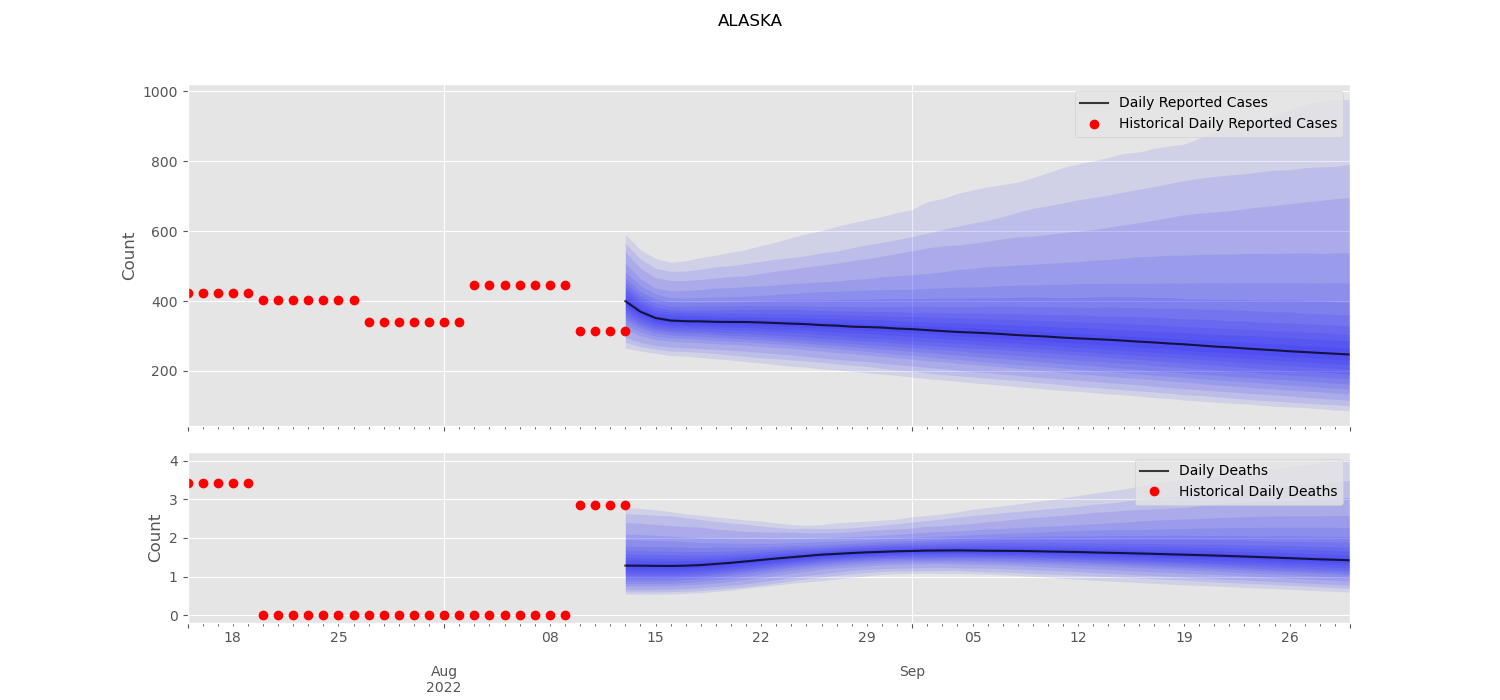 ALASKA
1000
800
600
400
200
Count
Daily Reported Cases
Historical Daily Reported Cases
4
3
2
1
0
Count
Daily Deaths
Historical Daily Deaths
18 25 08 15 22 29 05 12 19 26
Aug Sep
2022